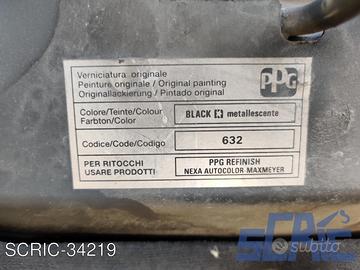 Verniciatura originale
Peinture originale / Original painting
Originallackierung / Pintado original
PPG
Colore/Teinte/Colour
Farbton/Color
BLACK metallescente
Codice/Code/Codigo
632
PER RITOCCHI
USARE PRODOTTI
PPG REFINISH
NEXA AUTOCOLOR-MAXMEYER
SCRIC-34219
subito